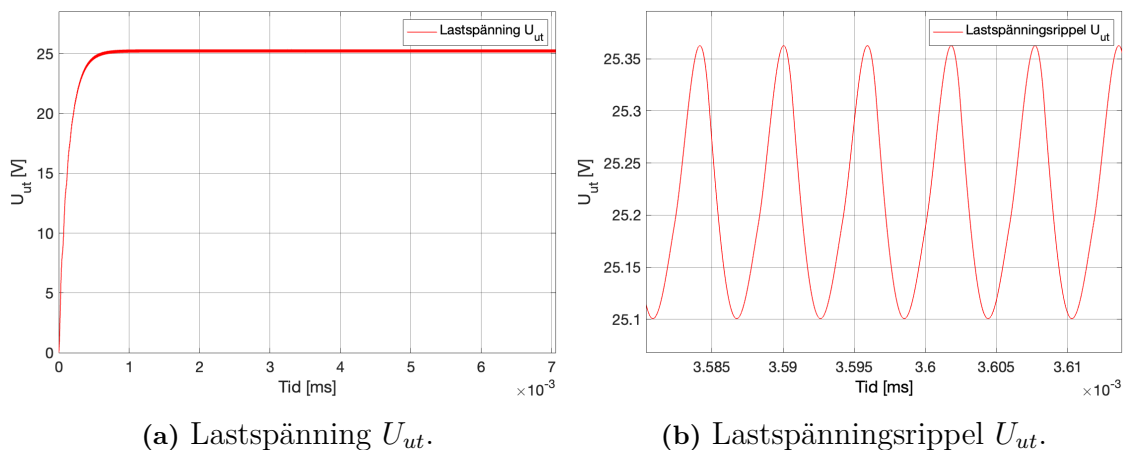 Lastspänning U_ut
25
20
15
10
5
0
U_ut [V]
0 1 2 3 4 5 6 7
Tid [ms]
×10^-3
(a) Lastspänning U_ut.
Lastspänningsrippel U_ut
25.35
25.3
25.25
25.2
25.15
25.1
U_ut [V]
3.585 3.59 3.595 3.6 3.605 3.61
Tid [ms]
×10^-3
(b) Lastspänningsrippel U_ut.